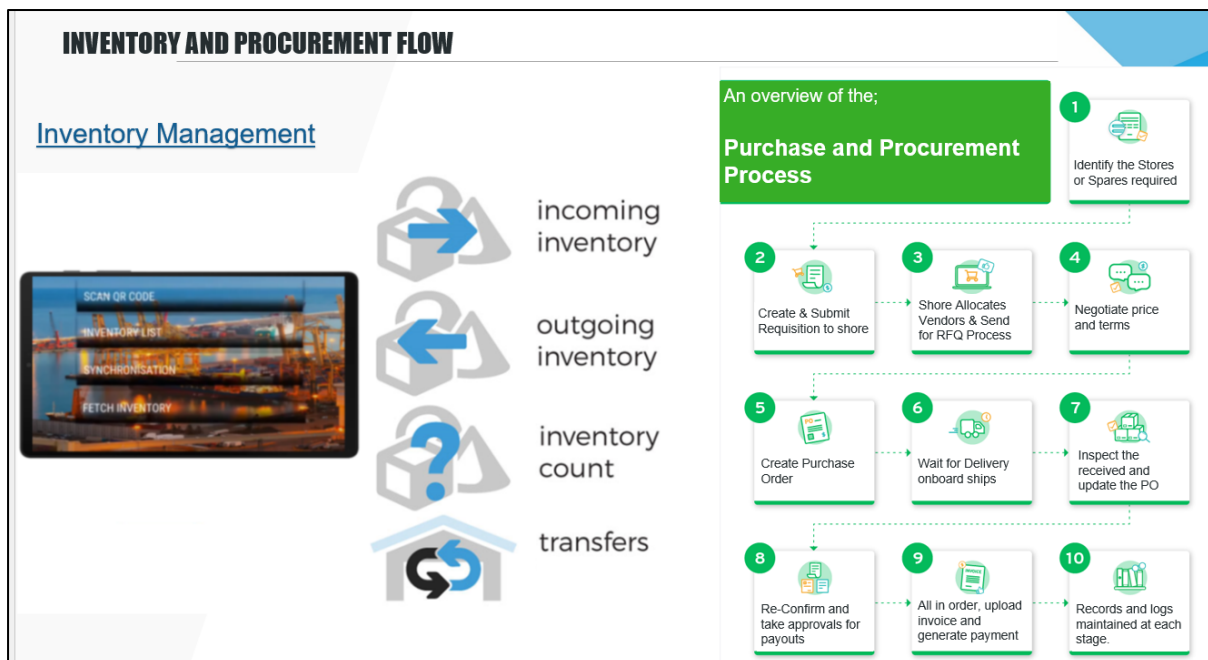 INVENTORY AND PROCUREMENT FLOW
Inventory Management
SCAN QR CODE
INVENTORY LIST
SYNCHRONISATION
FETCH INVENTORY
incoming
inventory
outgoing
inventory
inventory
count
transfers
An overview of the;
Purchase and Procurement
Process
1
Identify the Stores
or Spares required
2
Create & Submit
Requisition to shore
3
Shore Allocates
Vendors & Send
for RFQ Process
4
Negotiate price
and terms
5
PO
Create Purchase
Order
6
Wait for Delivery
onboard ships
7
Inspect the
received and
update the PO
8
Re-Confirm and
take approvals for
payouts
9
INVOICE
All in order, upload
invoice and
generate payment
10
Records and logs
maintained at each
stage.